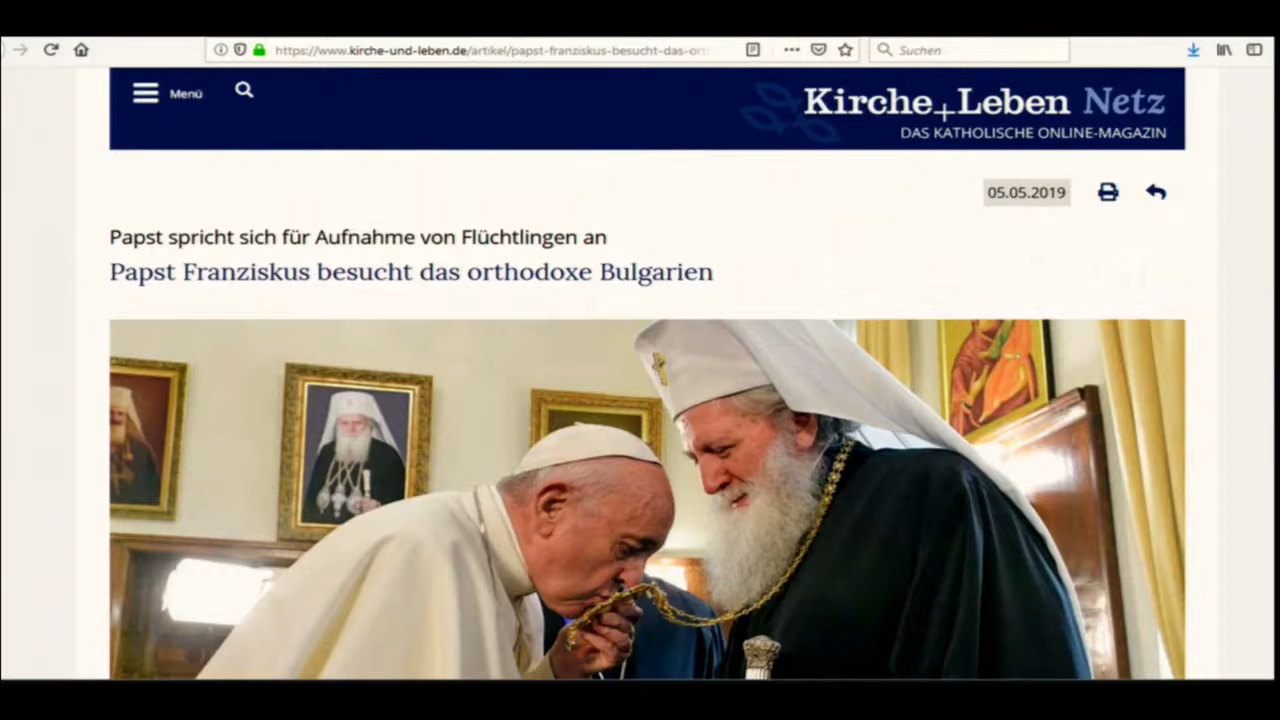 https://www.kirche-und-leben.de/artikel/papst-franziskus-besucht-das-or
Suchen
Menü
Kirche+Leben Netz
DAS KATHOLISCHE ONLINE-MAGAZIN
05.05.2019
Papst spricht sich für Aufnahme von Flüchtlingen an
Papst Franziskus besucht das orthodoxe Bulgarien